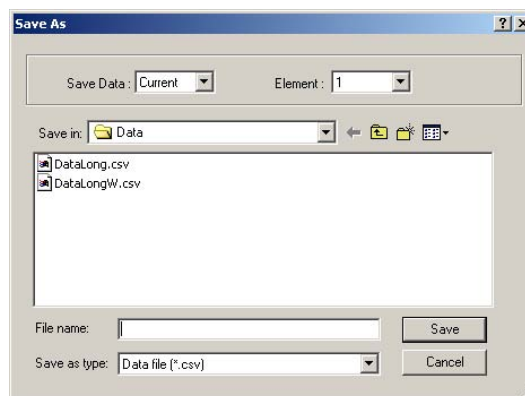 Save As
Save Data : Current Element : 1
Save in: Data
DataLong.csv
DataLongW.csv
File name: Save
Save as type: Data file (*.csv) Cancel